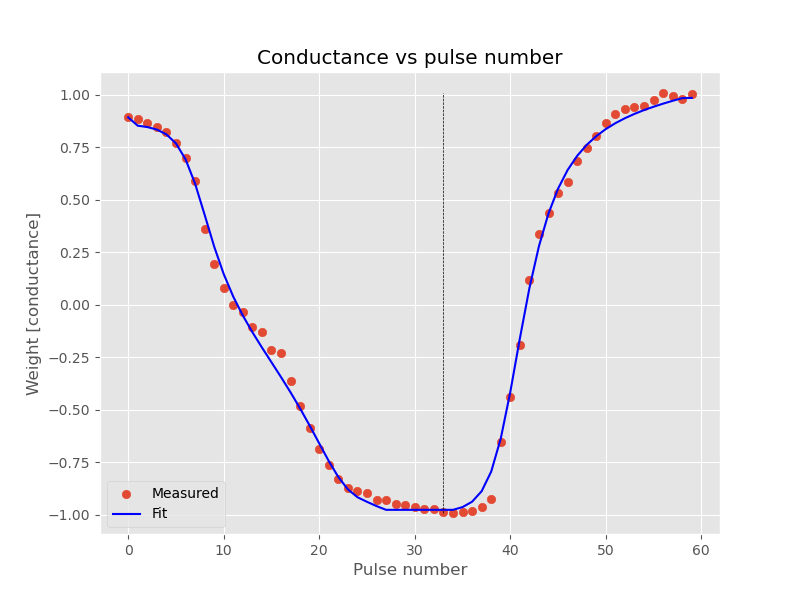 Conductance vs pulse number
1.00
0.75
0.50
0.25
0.00
−0.25
−0.50
−0.75
−1.00
Weight [conductance]
Measured
Fit
0 10 20 30 40 50 60
Pulse number